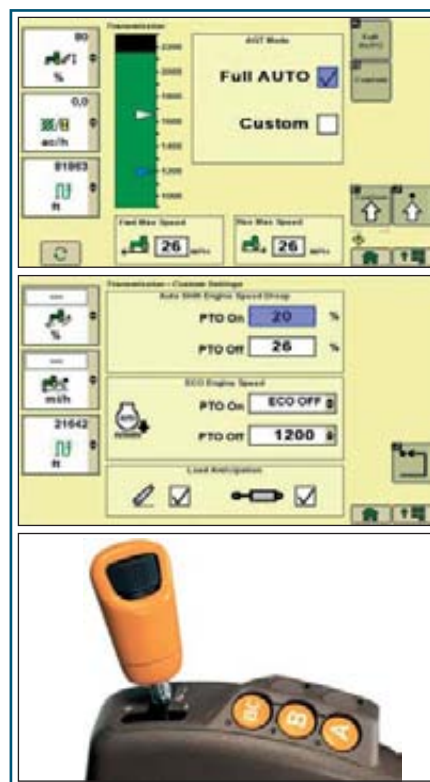 Transmission
80
%
0,0
ac/h
81863
ft
2200
2000
1800
1600
1400
1200
1000
AGT Mode
Full AUTO
Custom
Full
AUTO
Custom
Fwd Max Speed
26
Rev Max Speed
26
Transmission - Custom Settings
---
%
---
mi/h
21642
ft
Auto Shift Engine Speed Droop
PTO On 20 %
PTO Off 26 %
ECO Engine Speed
PTO On ECO OFF
PTO Off 1200
Load Anticipation
B
A